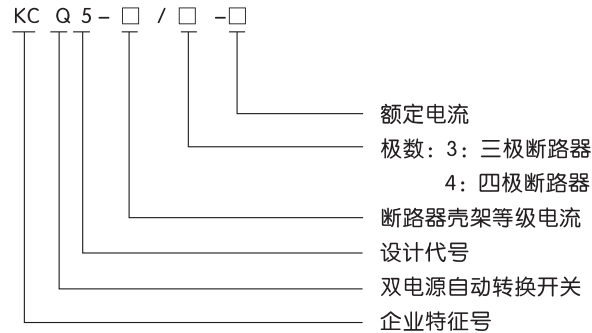 KC Q 5-□ / □ -□
额定电流
极数：3：三极断路器
4：四极断路器
断路器壳架等级电流
设计代号
双电源自动转换开关
企业特征号